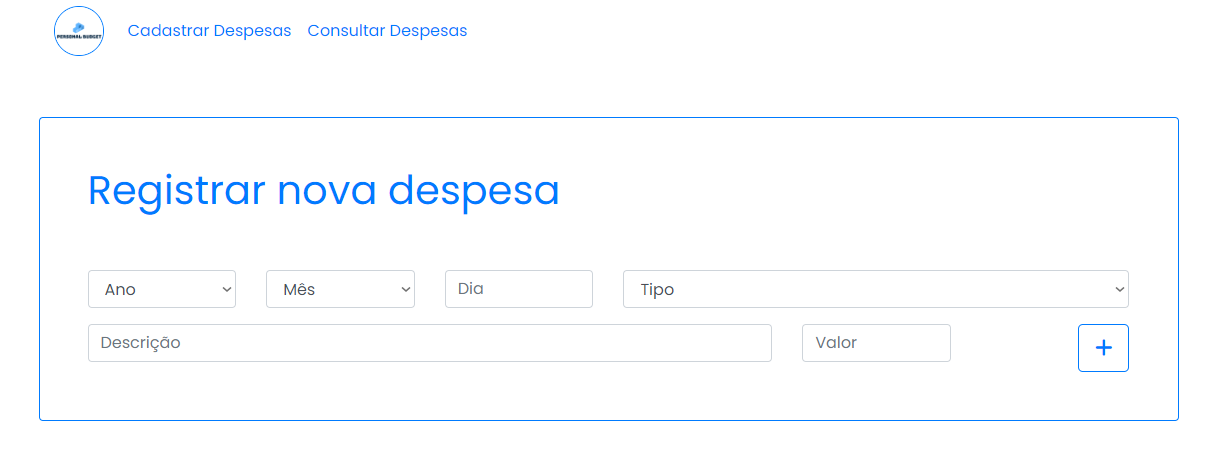 PERSONAL BUDGET
Cadastrar Despesas Consultar Despesas
Registrar nova despesa
Ano Mês Dia Tipo
Descrição Valor +